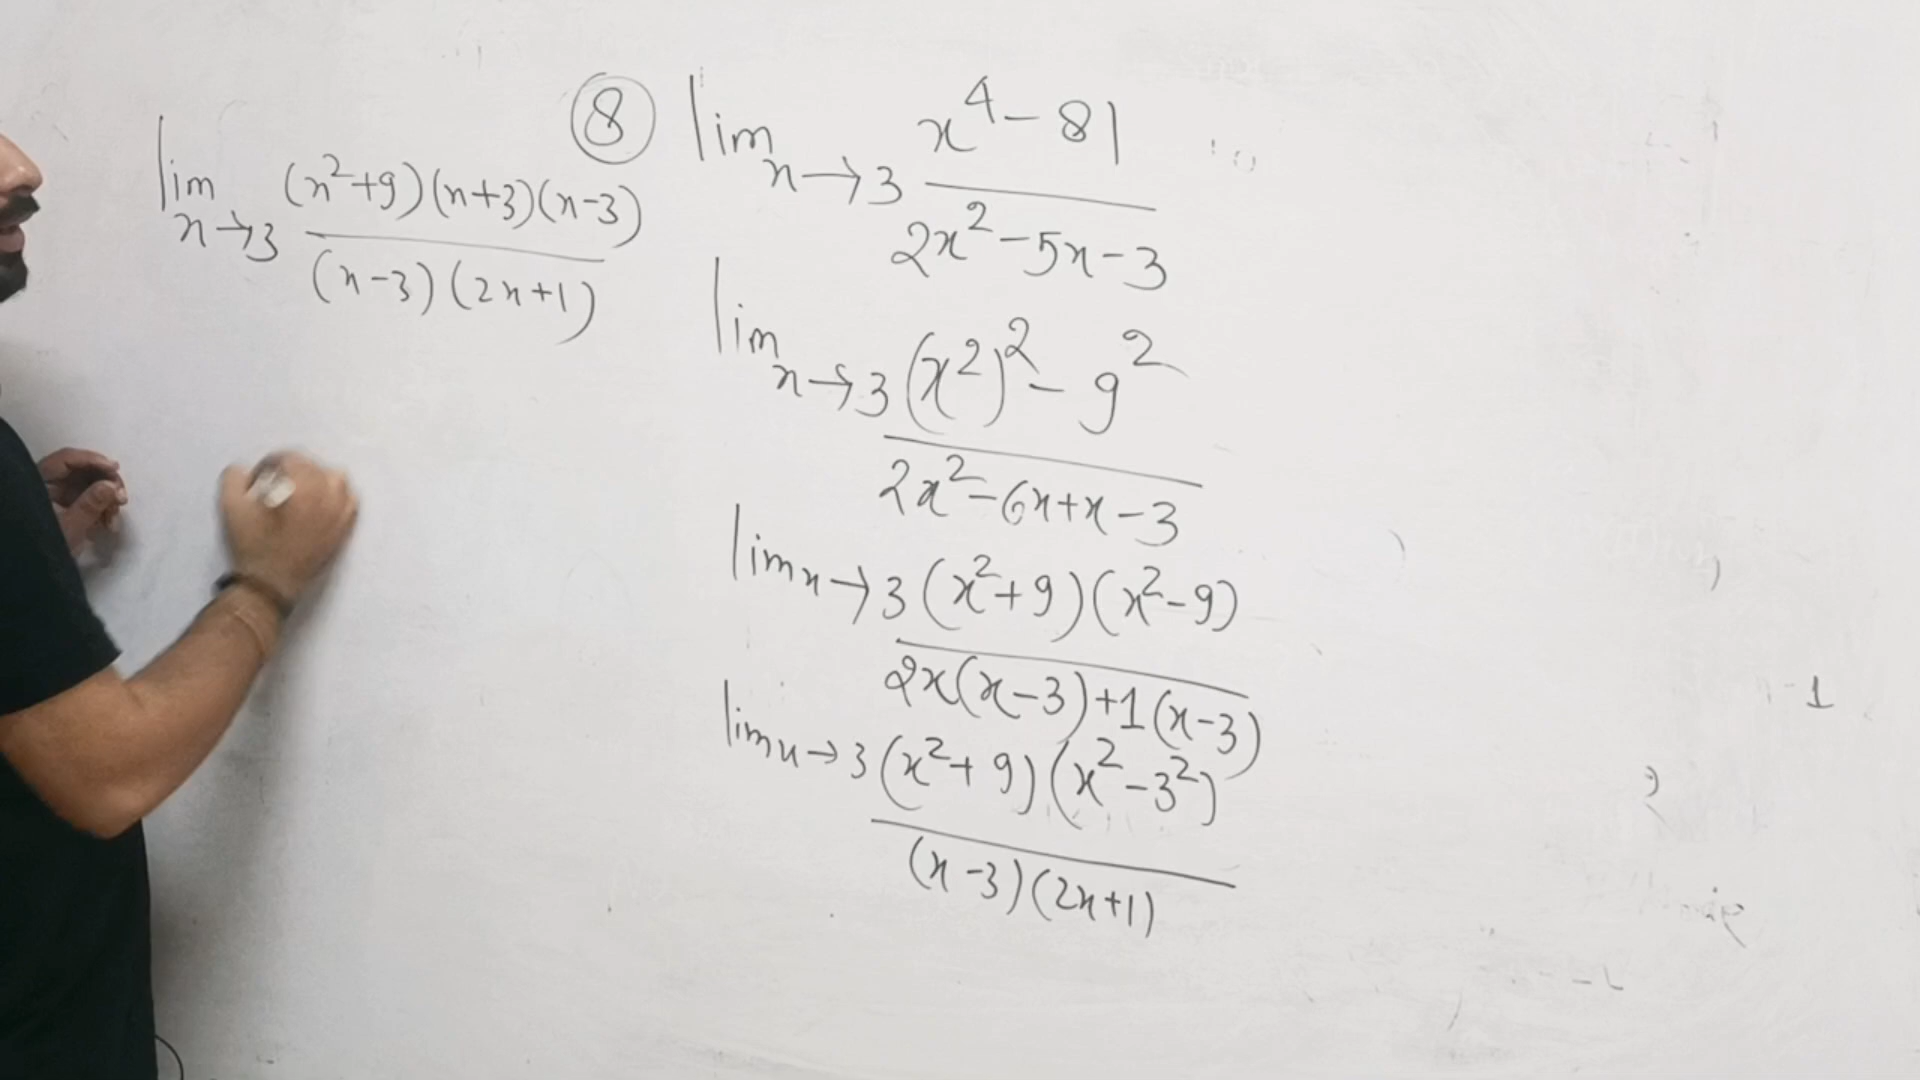 ⑧ lim x→3 x⁴-81 / 2x²-5x-3
lim x→3 (x²)²-9² / 2x²-6x+x-3
lim x→3 (x²+9)(x²-9) / 2x(x-3)+1(x-3)
lim x→3 (x²+9)(x²-3²) / (x-3)(2x+1)
lim x→3 (x²+9)(x+3)(x-3) / (x-3)(2x+1)